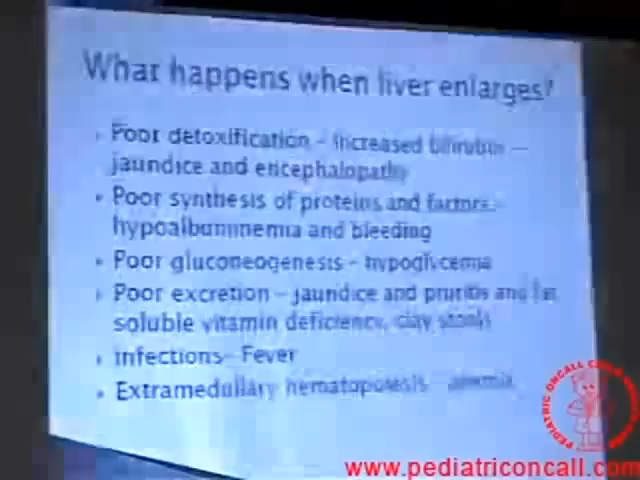 What happens when liver enlarges?
Poor detoxification - increased bilirubin -
jaundice and encephalopathy
Poor synthesis of proteins and factors -
hypoalbuminemia and bleeding
Poor gluconeogenesis - hypoglycemia
Poor excretion - jaundice and pruritis and fat
soluble vitamin deficiency, clay stools
infections- Fever
Extramedullary hematopoiesis - anemia
PEDIATRIC ONCALL
www.pediatriconcall.com